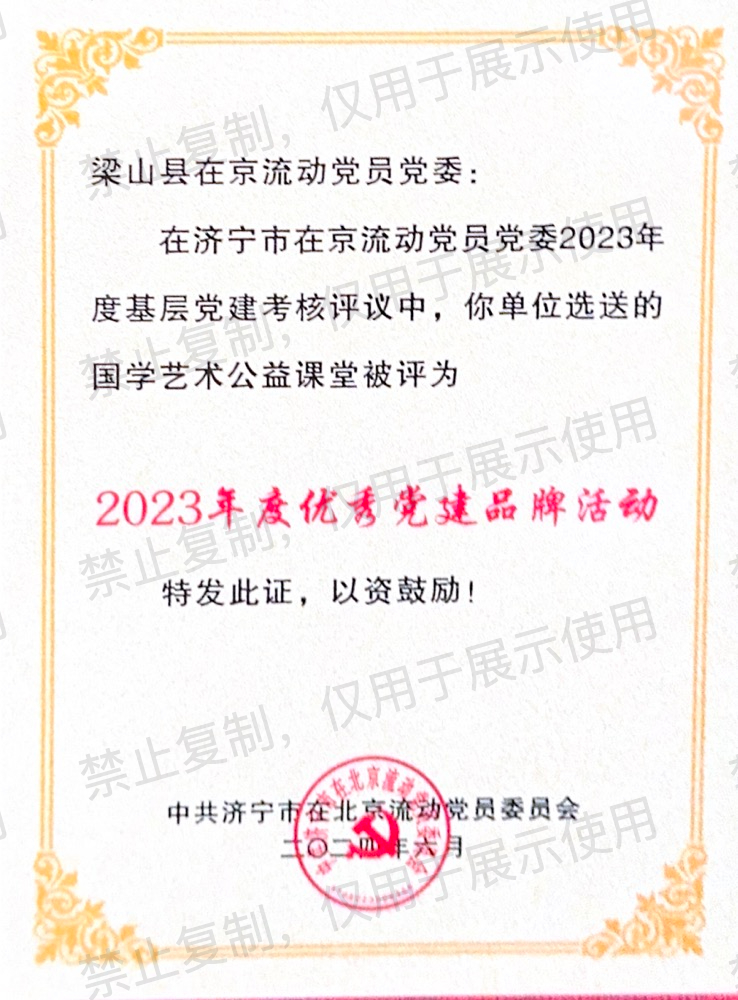 梁山县在京流动党员党委：
在济宁市在京流动党员党委2023年
度基层党建考核评议中，你单位选送的
国学艺术公益课堂被评为
2023年度优秀党建品牌活动
特发此证，以资鼓励！
中共济宁市在北京流动党员委员会
二〇二四年六月
禁止复制，仅用于展示使用
禁止复制，仅用于展示使用
禁止复制，仅用于展示使用
禁止复制，仅用于展示使用
禁止复制，仅用于展示使用